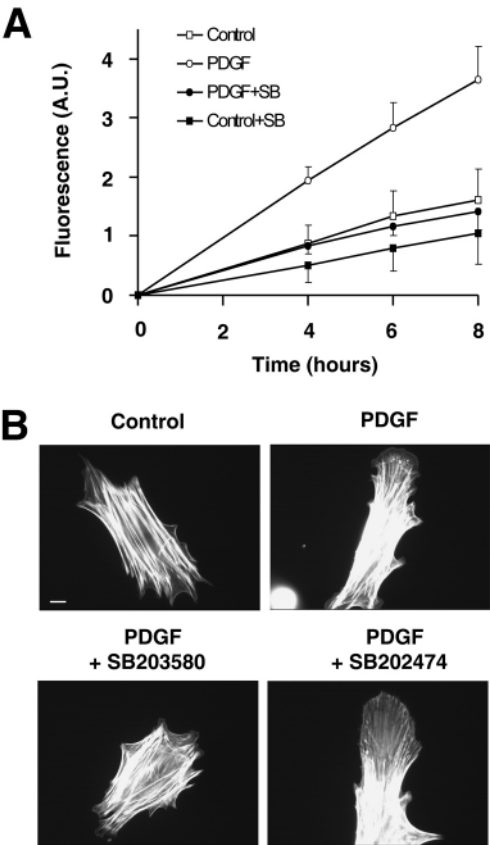 A
Control
PDGF
PDGF+SB
Control+SB
Fluorescence (A.U.)
4
3
2
1
0
0 2 4 6 8
Time (hours)
B
Control PDGF
PDGF
+ SB203580
PDGF
+ SB202474